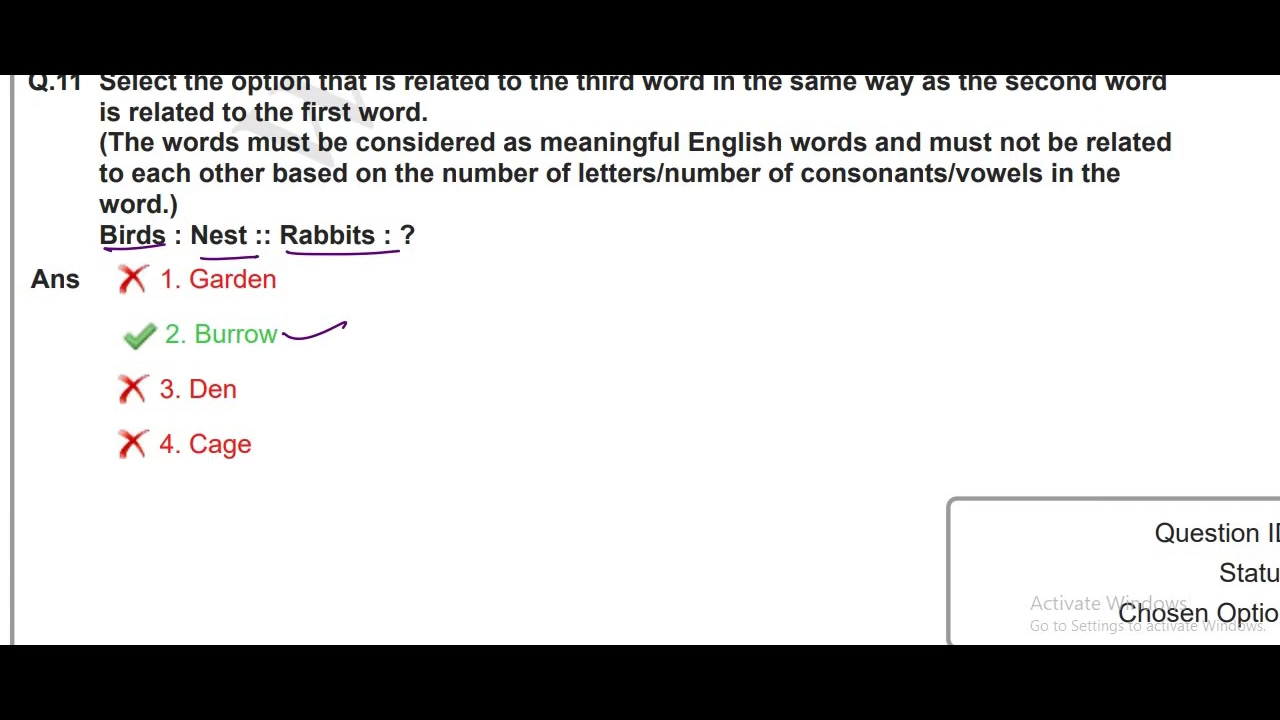 Q.11 Select the option that is related to the third word in the same way as the second word
is related to the first word.
(The words must be considered as meaningful English words and must not be related
to each other based on the number of letters/number of consonants/vowels in the
word.)
Birds : Nest :: Rabbits : ?
Ans 1. Garden
2. Burrow
3. Den
4. Cage
Question ID
Statu
Activate Windows
Chosen Optio
Go to Settings to activate Windows.